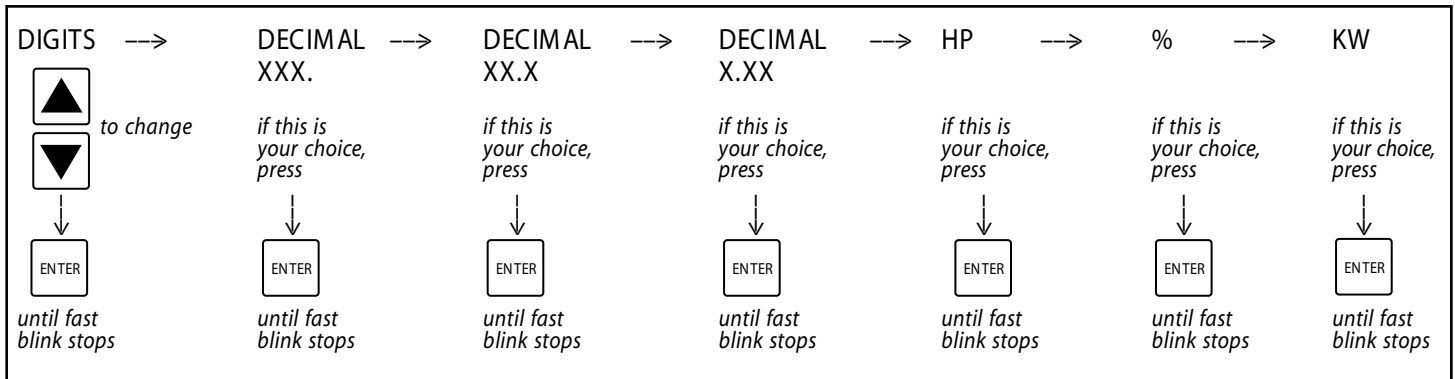 DIGITS --> DECIMAL --> DECIMAL --> DECIMAL --> HP --> % --> KW
XXX. XX.X X.XX
to change
if this is if this is if this is if this is if this is if this is
your choice, your choice, your choice, your choice, your choice, your choice,
press press press press press press
ENTER ENTER ENTER ENTER ENTER ENTER ENTER
until fast until fast until fast until fast until fast until fast until fast
blink stops blink stops blink stops blink stops blink stops blink stops blink stops